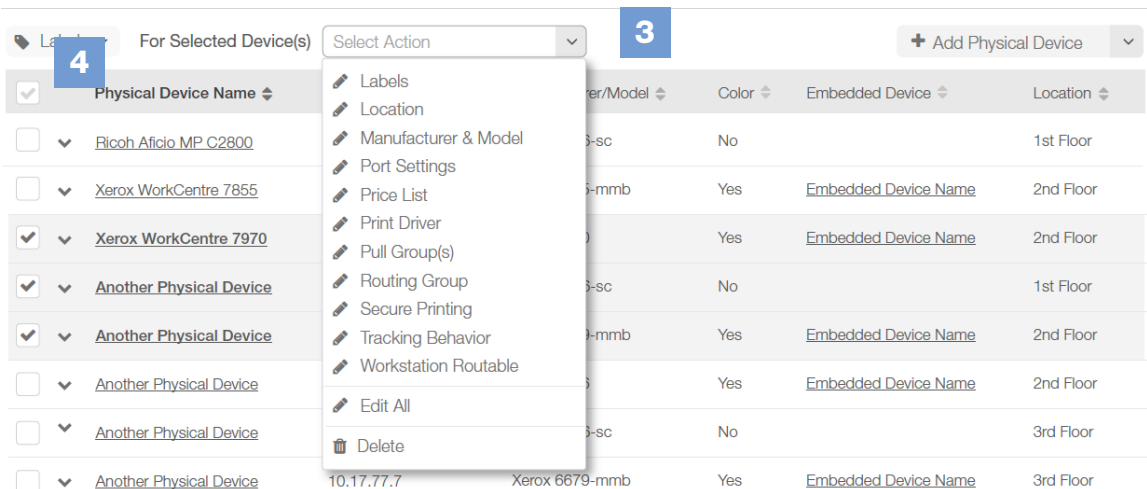 For Selected Device(s) Select Action 3 + Add Physical Device
4
Physical Device Name rer/Model Color Embedded Device Location
Labels
Location
Ricoh Aficio MP C2800 Manufacturer & Model 6-sc No 1st Floor
Port Settings
Xerox WorkCentre 7855 Price List -mmb Yes Embedded Device Name 2nd Floor
Print Driver
Xerox WorkCentre 7970 Pull Group(s) Yes Embedded Device Name 2nd Floor
Another Physical Device Routing Group 6-sc No 1st Floor
Secure Printing
Another Physical Device Tracking Behavior 9-mmb Yes Embedded Device Name 2nd Floor
Workstation Routable
Another Physical Device Yes Embedded Device Name 2nd Floor
Edit All
Another Physical Device 6-sc No 3rd Floor
Delete
Another Physical Device 10.17.77.7 Xerox 6679-mmb Yes Embedded Device Name 3rd Floor